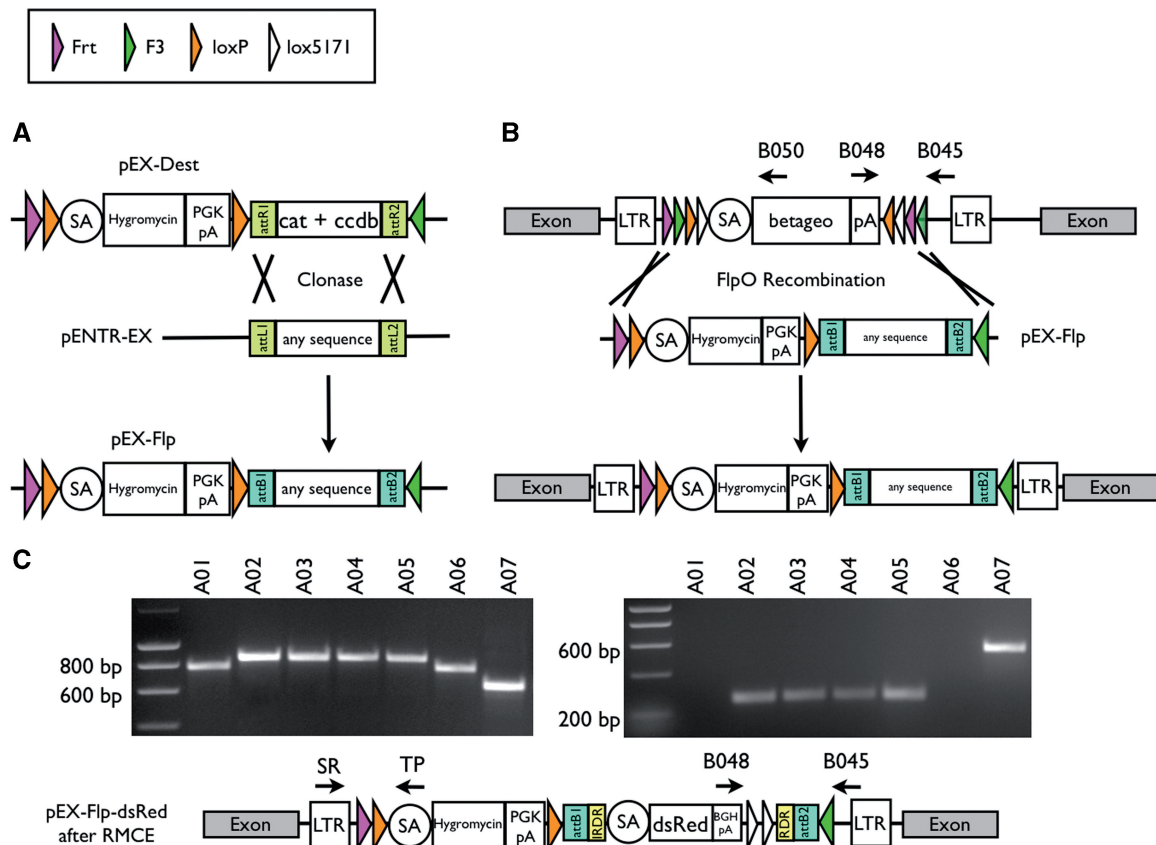 Frt F3 loxP lox5171
A
pEX-Dest
SA Hygromycin PGK pA attR1 cat + ccdb attR2
Clonase
pENTR-EX attL1 any sequence attL2
pEX-Flp
SA Hygromycin PGK pA attB1 any sequence attB2
B
B050 B048 B045
Exon LTR SA betageo pA LTR Exon
FlpO Recombination
SA Hygromycin PGK pA attB1 any sequence attB2 pEX-Flp
Exon LTR SA Hygromycin PGK pA attB1 any sequence attB2 LTR Exon
C
A01 A02 A03 A04 A05 A06 A07
800 bp
600 bp
A01 A02 A03 A04 A05 A06 A07
600 bp
200 bp
SR TP B048 B045
pEX-Flp-dsRed
after RMCE
Exon LTR SA Hygromycin PGK pA attB1 IRDR SA dsRed BGH pA RDR attB2 LTR Exon